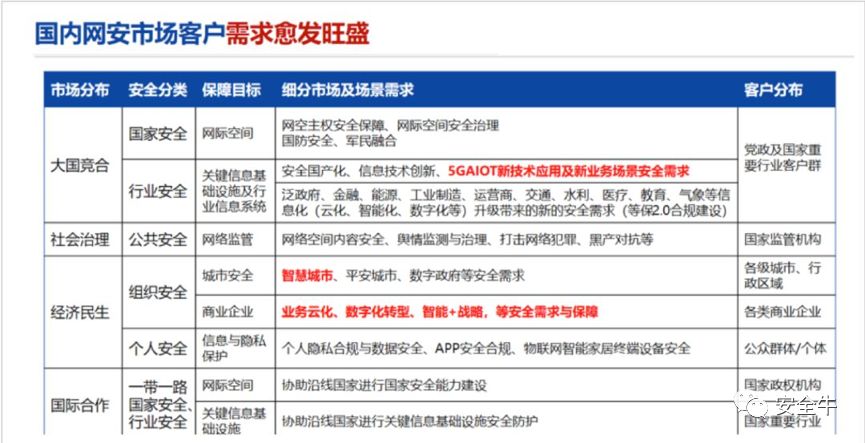 国内网安市场客户需求愈发旺盛
市场分布 安全分类 保障目标 细分市场及场景需求 客户分布
大国竞合
国家安全
网际空间
网空主权安全保障、网际空间安全治理
国防安全、军民融合
党政及国家重
要行业客户群
行业安全
关键信息基
础设施及行
业信息系统
安全国产化、信息技术创新、5GAIOT新技术应用及新业务场景安全需求
泛政府、金融、能源、工业制造、运营商、交通、水利、医疗、教育、气象等信
息化（云化、智能化、数字化等）升级带来的新的安全需求（等保2.0合规建设）
社会治理 公共安全 网络监管 网络空间内容安全、舆情监测与治理、打击网络犯罪、黑产对抗等 国家监管机构
经济民生
组织安全
城市安全
智慧城市、平安城市、数字政府等安全需求
各级城市、行
政区域
商业企业 业务云化、数字化转型、智能+战略，等安全需求与保障 各类商业企业
个人安全
信息与隐私
保护
个人隐私合规与数据安全、APP安全合规、物联网智能家居终端设备安全
公众群体/个体
国际合作
一带一路
国家安全、
行业安全
网际空间 协助沿线国家进行国家安全能力建设 国家政权机构
关键信息基
础设施
协助沿线国家进行关键信息基础设施安全防护
国家重要行业
安全牛